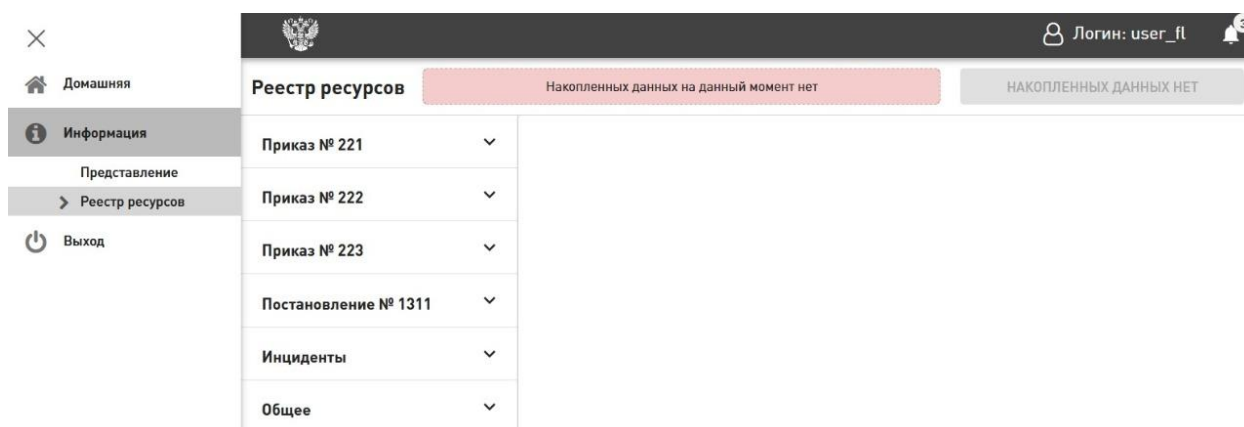 Логин: user_fl
3
Домашняя
Информация
Представление
Реестр ресурсов
Выход
Реестр ресурсов
Накопленных данных на данный момент нет
НАКОПЛЕННЫХ ДАННЫХ НЕТ
Приказ № 221
Приказ № 222
Приказ № 223
Постановление № 1311
Инциденты
Общее